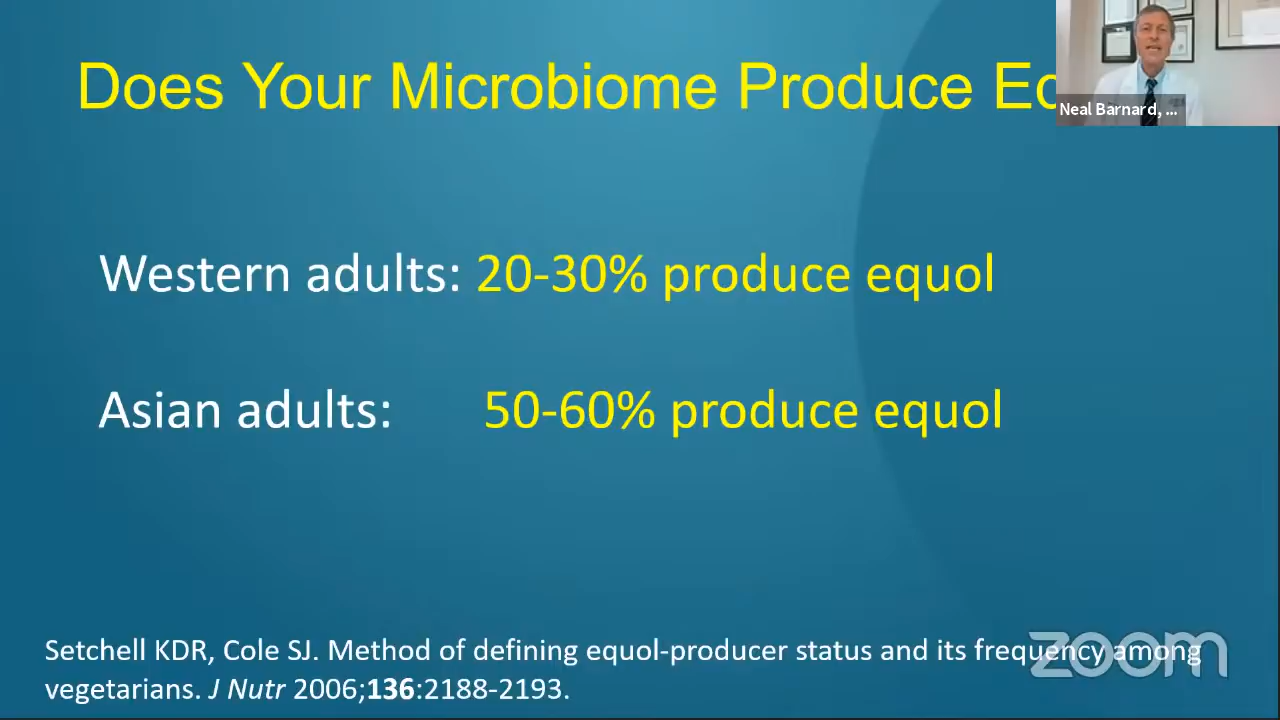 Does Your Microbiome Produce
Neal Barnard, ...
Western adults: 20-30% produce equol
Asian adults: 50-60% produce equol
Setchell KDR, Cole SJ. Method of defining equol-producer status and its frequency among
vegetarians. J Nutr 2006;136:2188-2193.
zoom